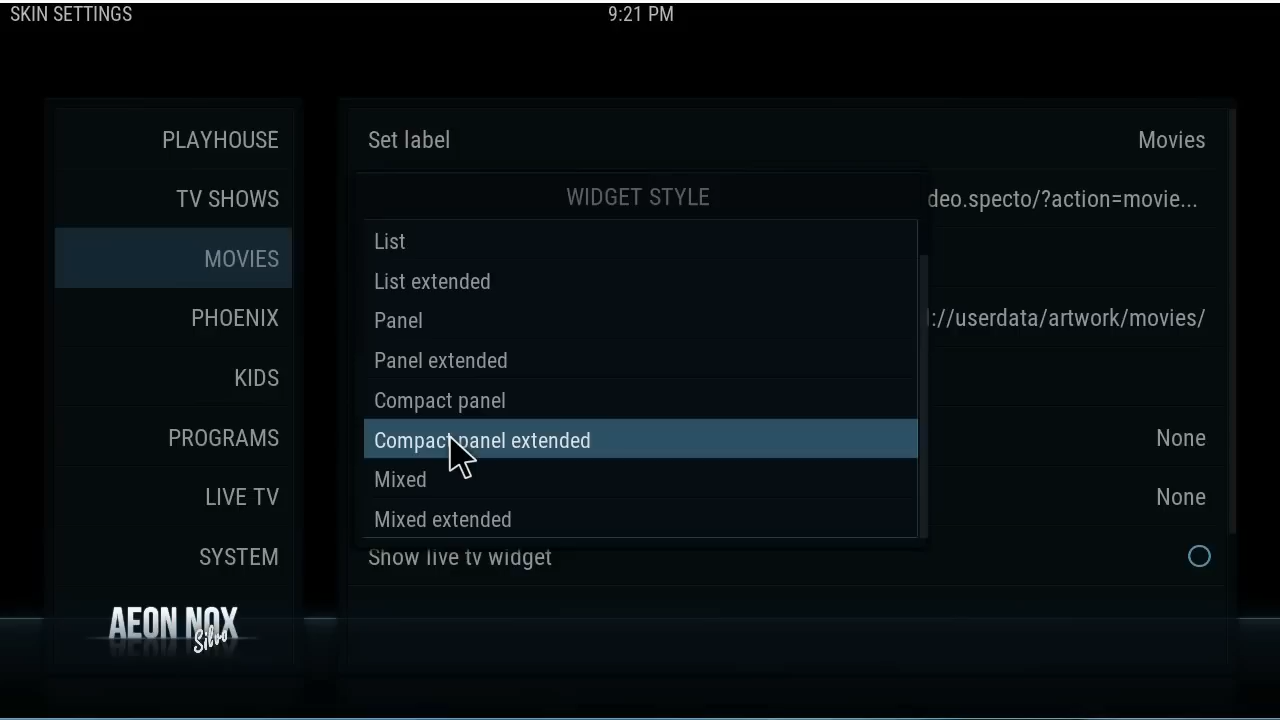 SKIN SETTINGS
9:21 PM
PLAYHOUSE
TV SHOWS
MOVIES
PHOENIX
KIDS
PROGRAMS
LIVE TV
SYSTEM
AEON NOX
Silvo
Set label
Movies
deo.specto/?action=movie...
://userdata/artwork/movies/
None
None
Show live tv widget
WIDGET STYLE
List
List extended
Panel
Panel extended
Compact panel
Compact panel extended
Mixed
Mixed extended